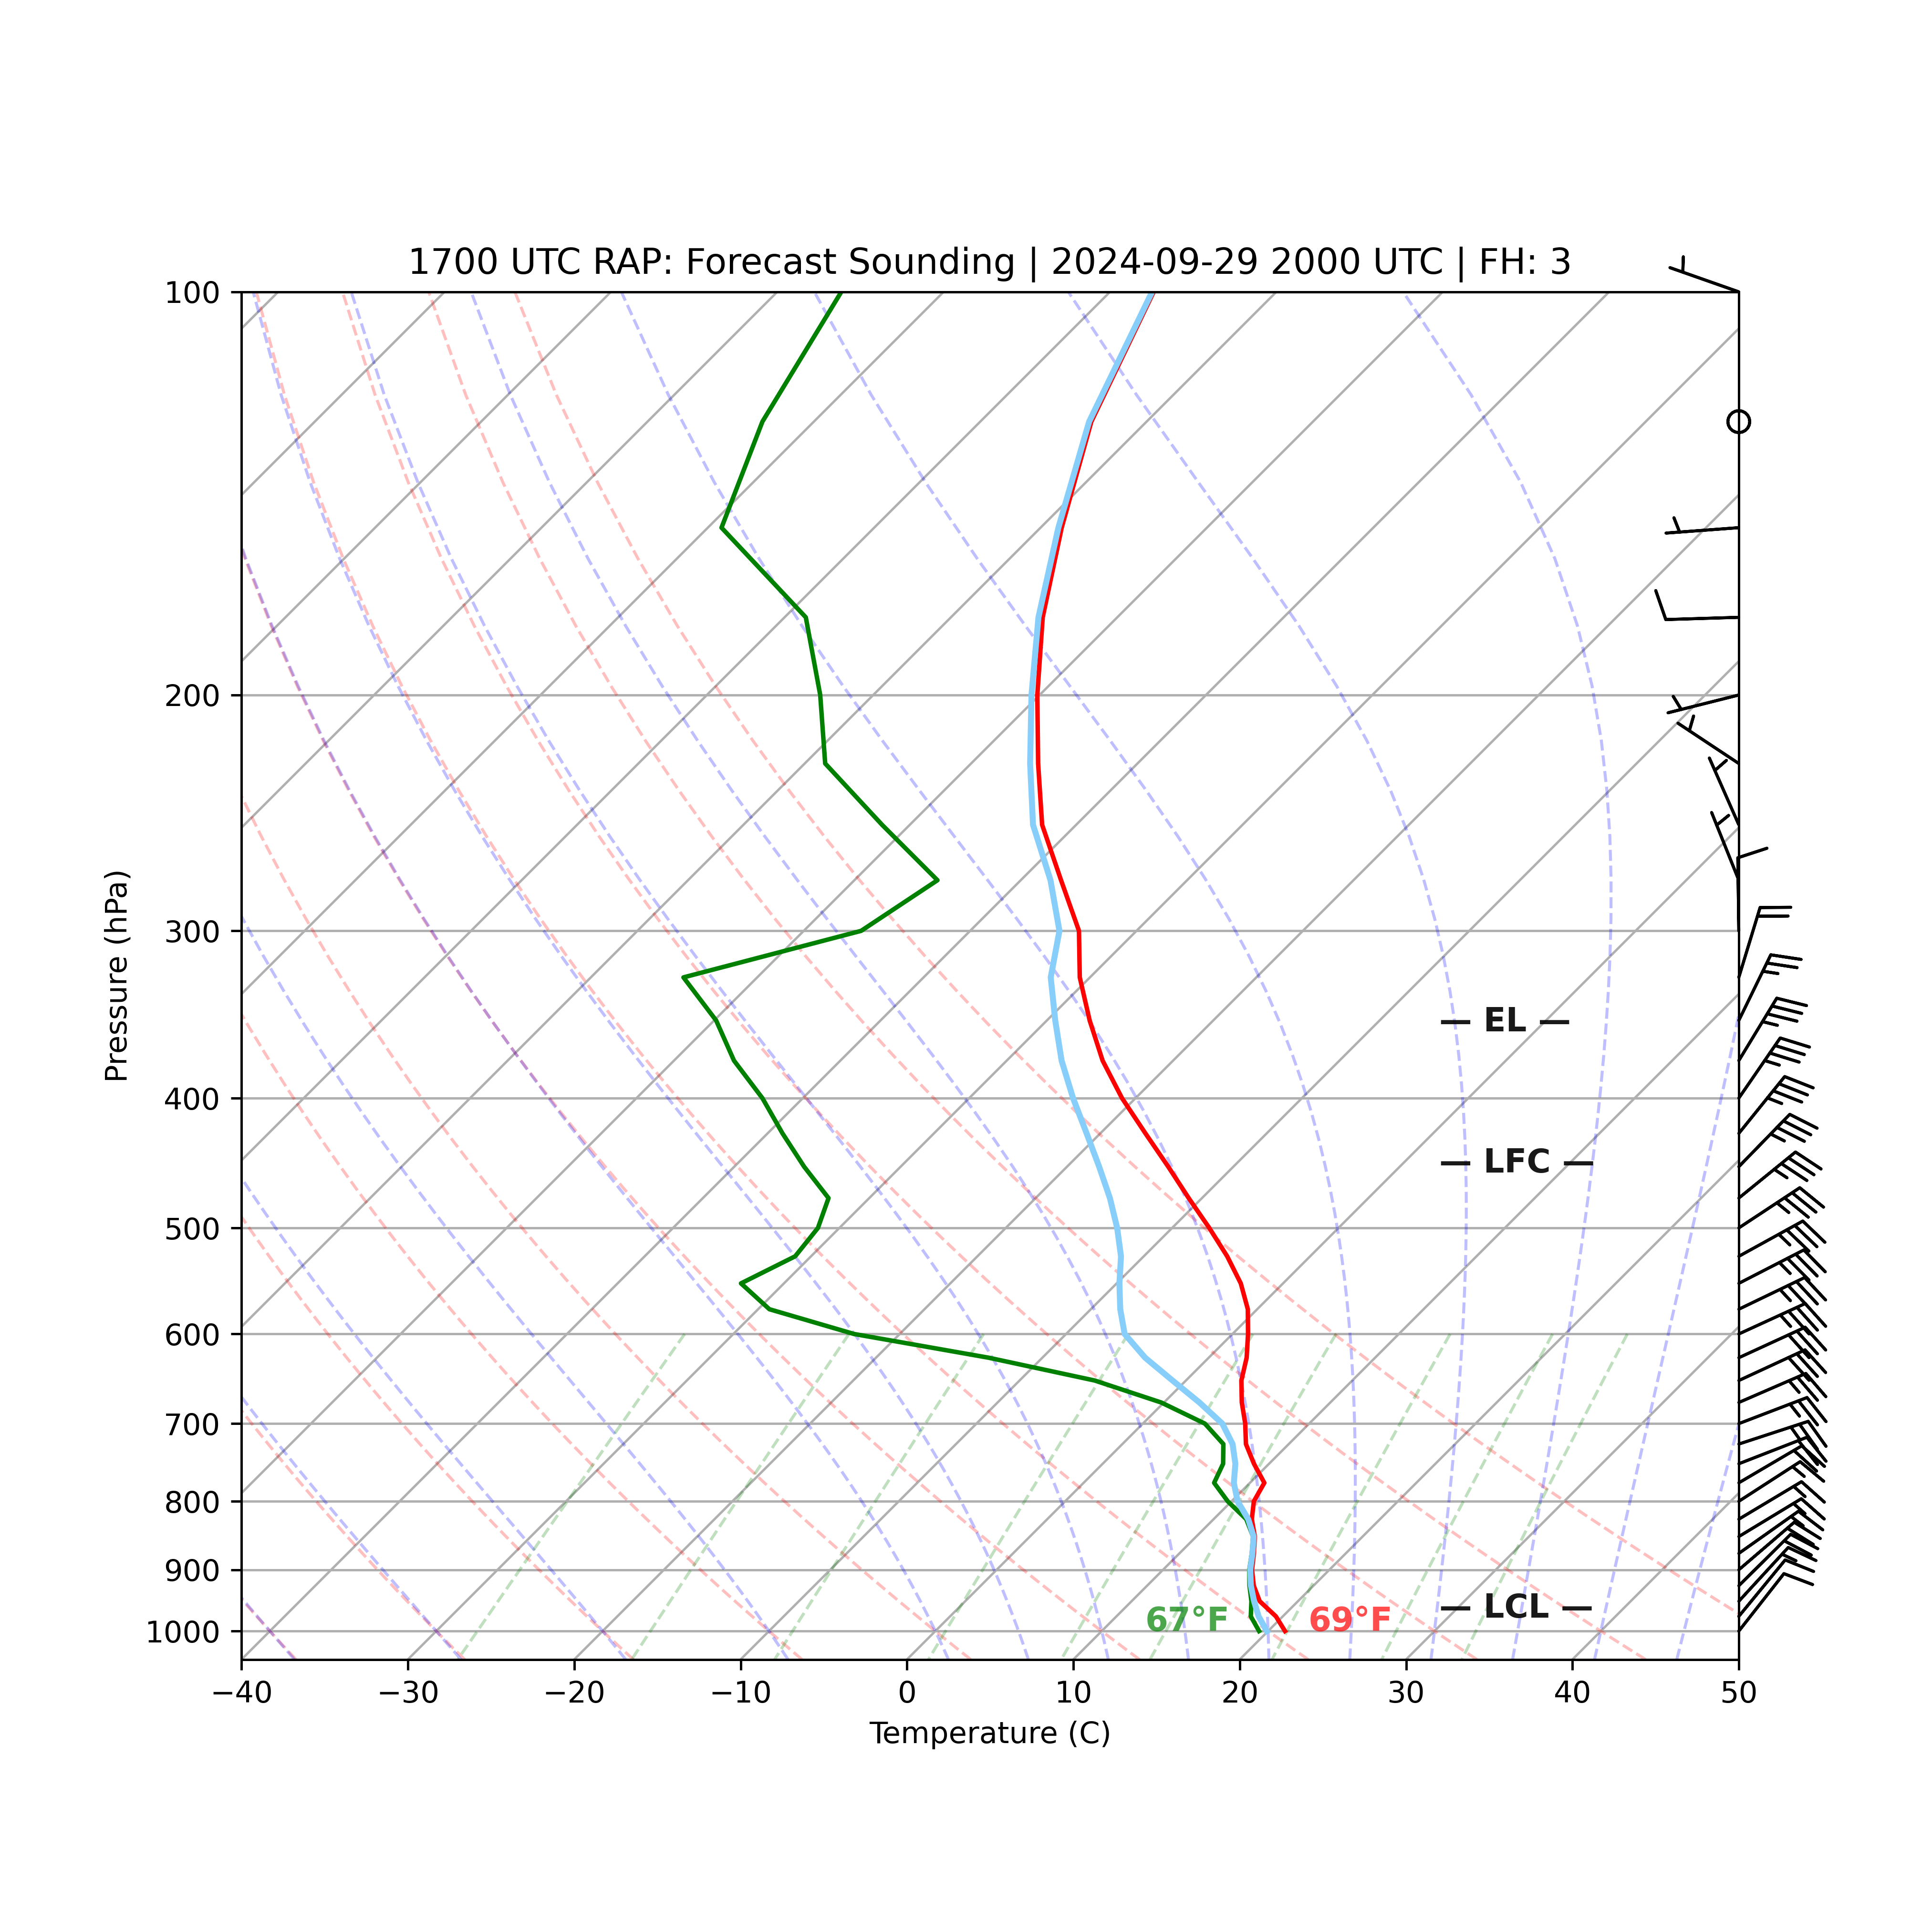 1700 UTC RAP: Forecast Sounding | 2024-09-29 2000 UTC | FH: 3
100
200
300
— EL —
400
— LFC —
500
600
700
800
900
— LCL —
67°F
69°F
1000
Pressure (hPa)
−40 −30 −20 −10 0 10 20 30 40 50
Temperature (C)